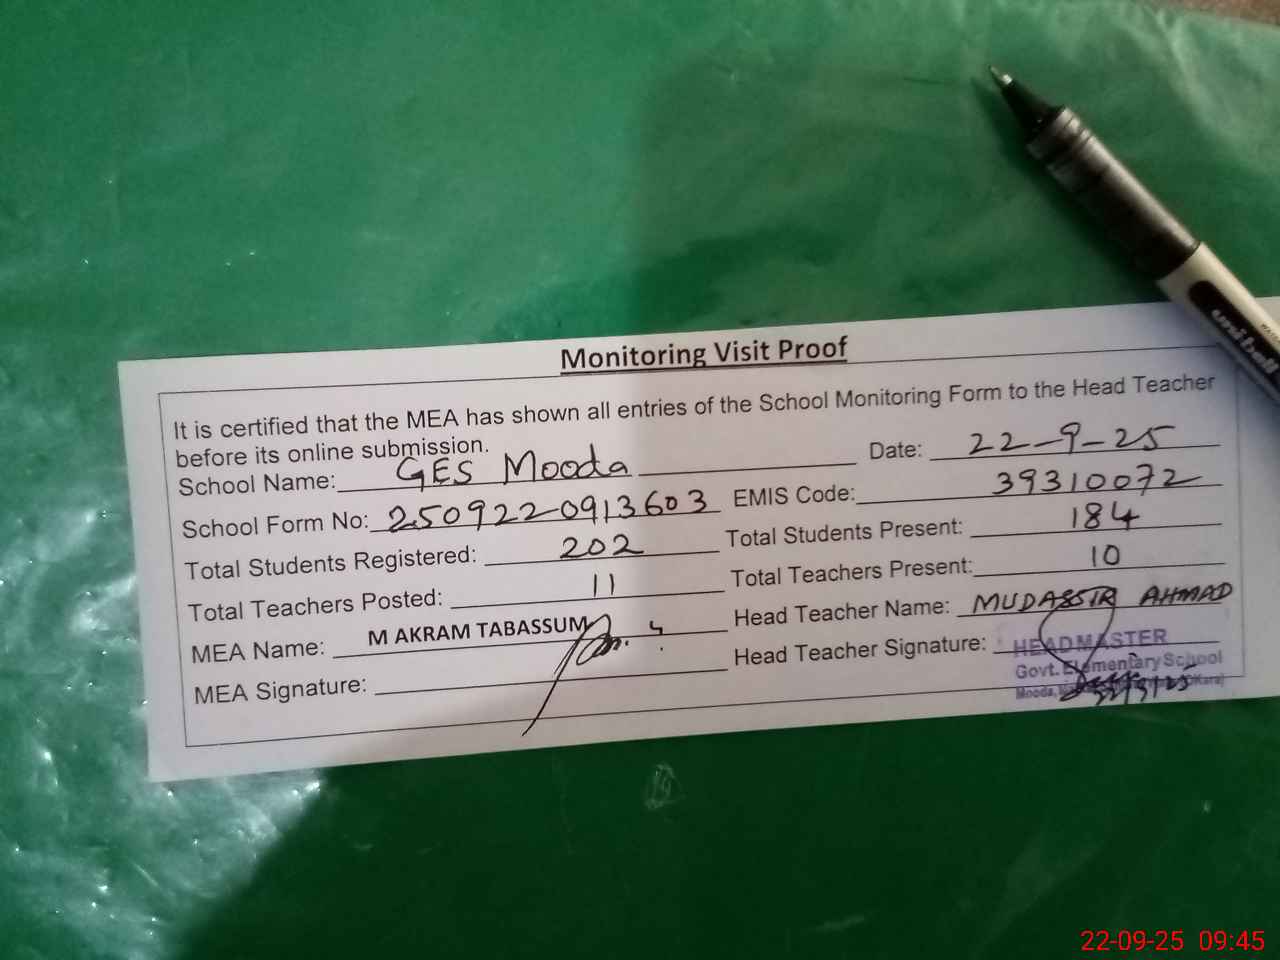 Monitoring Visit Proof
It is certified that the MEA has shown all entries of the School Monitoring Form to the Head Teacher
before its online submission.
School Name: GES Mooda Date: 22-9-25
School Form No: 250922-0913603 EMIS Code: 39310072
Total Students Registered: 202 Total Students Present: 184
Total Teachers Posted: 11 Total Teachers Present: 10
MEA Name: M AKRAM TABASSUM Head Teacher Name: MUDASSIR AHMAD
MEA Signature: Head Teacher Signature:
HEADMASTER
Govt. Elementary School
Mooda,
uni-ball
22-09-25 09:45